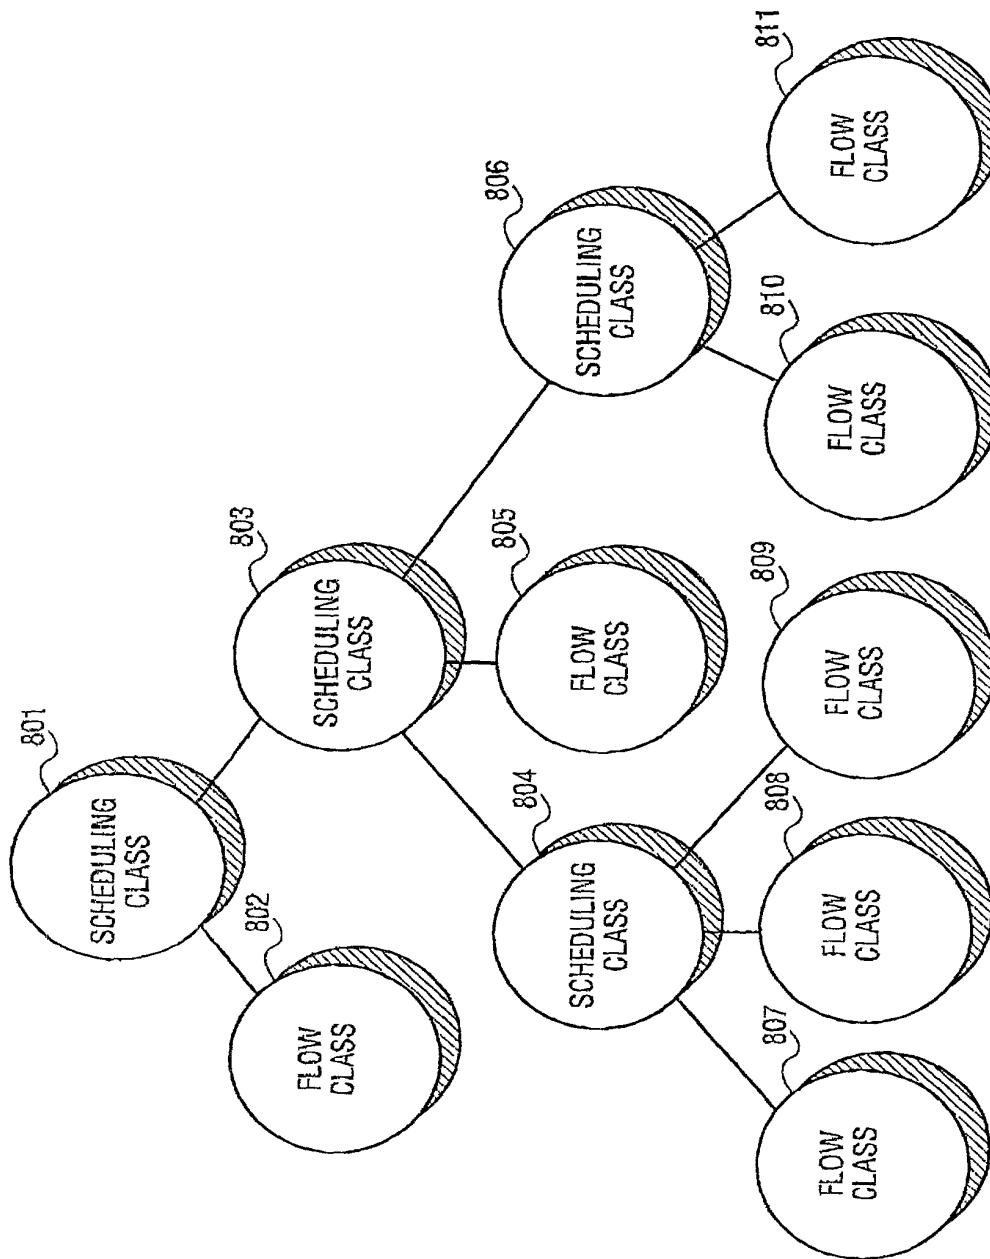 801
SCHEDULING
CLASS
802
FLOW
CLASS
803
SCHEDULING
CLASS
804
SCHEDULING
CLASS
805
FLOW
CLASS
806
SCHEDULING
CLASS
807
FLOW
CLASS
808
FLOW
CLASS
809
FLOW
CLASS
810
FLOW
CLASS
811
FLOW
CLASS